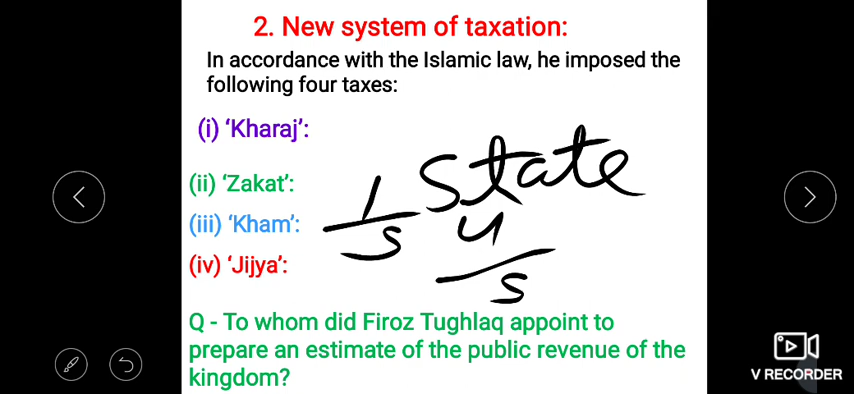 2. New system of taxation:
In accordance with the Islamic law, he imposed the
following four taxes:
(i) ‘Kharaj’:
(ii) ‘Zakat’:
(iii) ‘Kham’:
(iv) ‘Jijya’:
1/5 State
4/5
Q - To whom did Firoz Tughlaq appoint to
prepare an estimate of the public revenue of the
kingdom?
V RECORDER